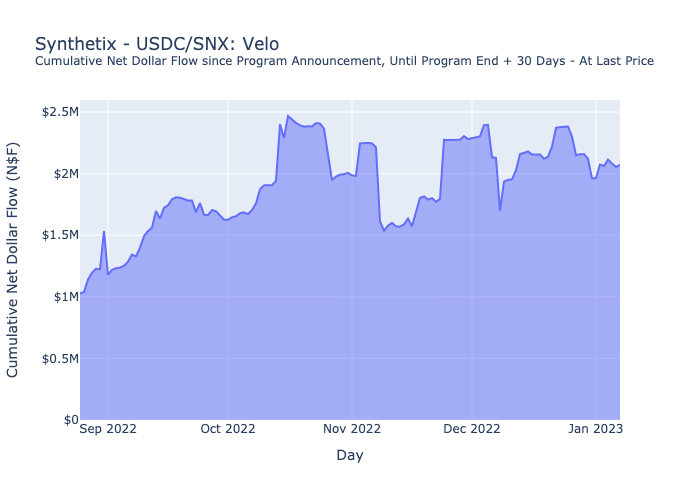 Synthetix - USDC/SNX: Velo
Cumulative Net Dollar Flow since Program Announcement, Until Program End + 30 Days - At Last Price
Cumulative Net Dollar Flow (N$F)
$2.5M
$2M
$1.5M
$1M
$0.5M
$0
Sep 2022 Oct 2022 Nov 2022 Dec 2022 Jan 2023
Day